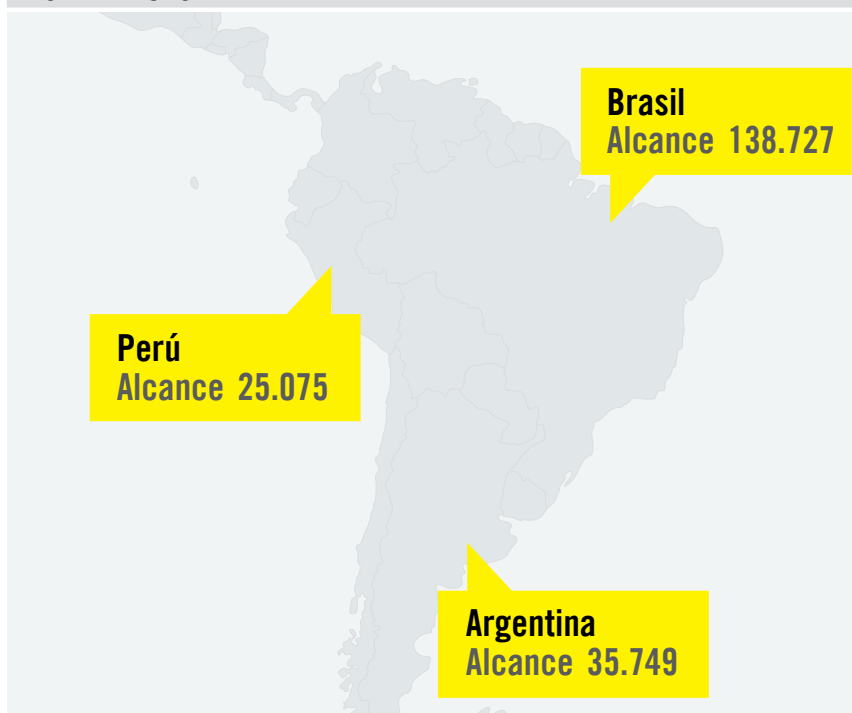 Brasil
Alcance 138.727
Perú
Alcance 25.075
Argentina
Alcance 35.749